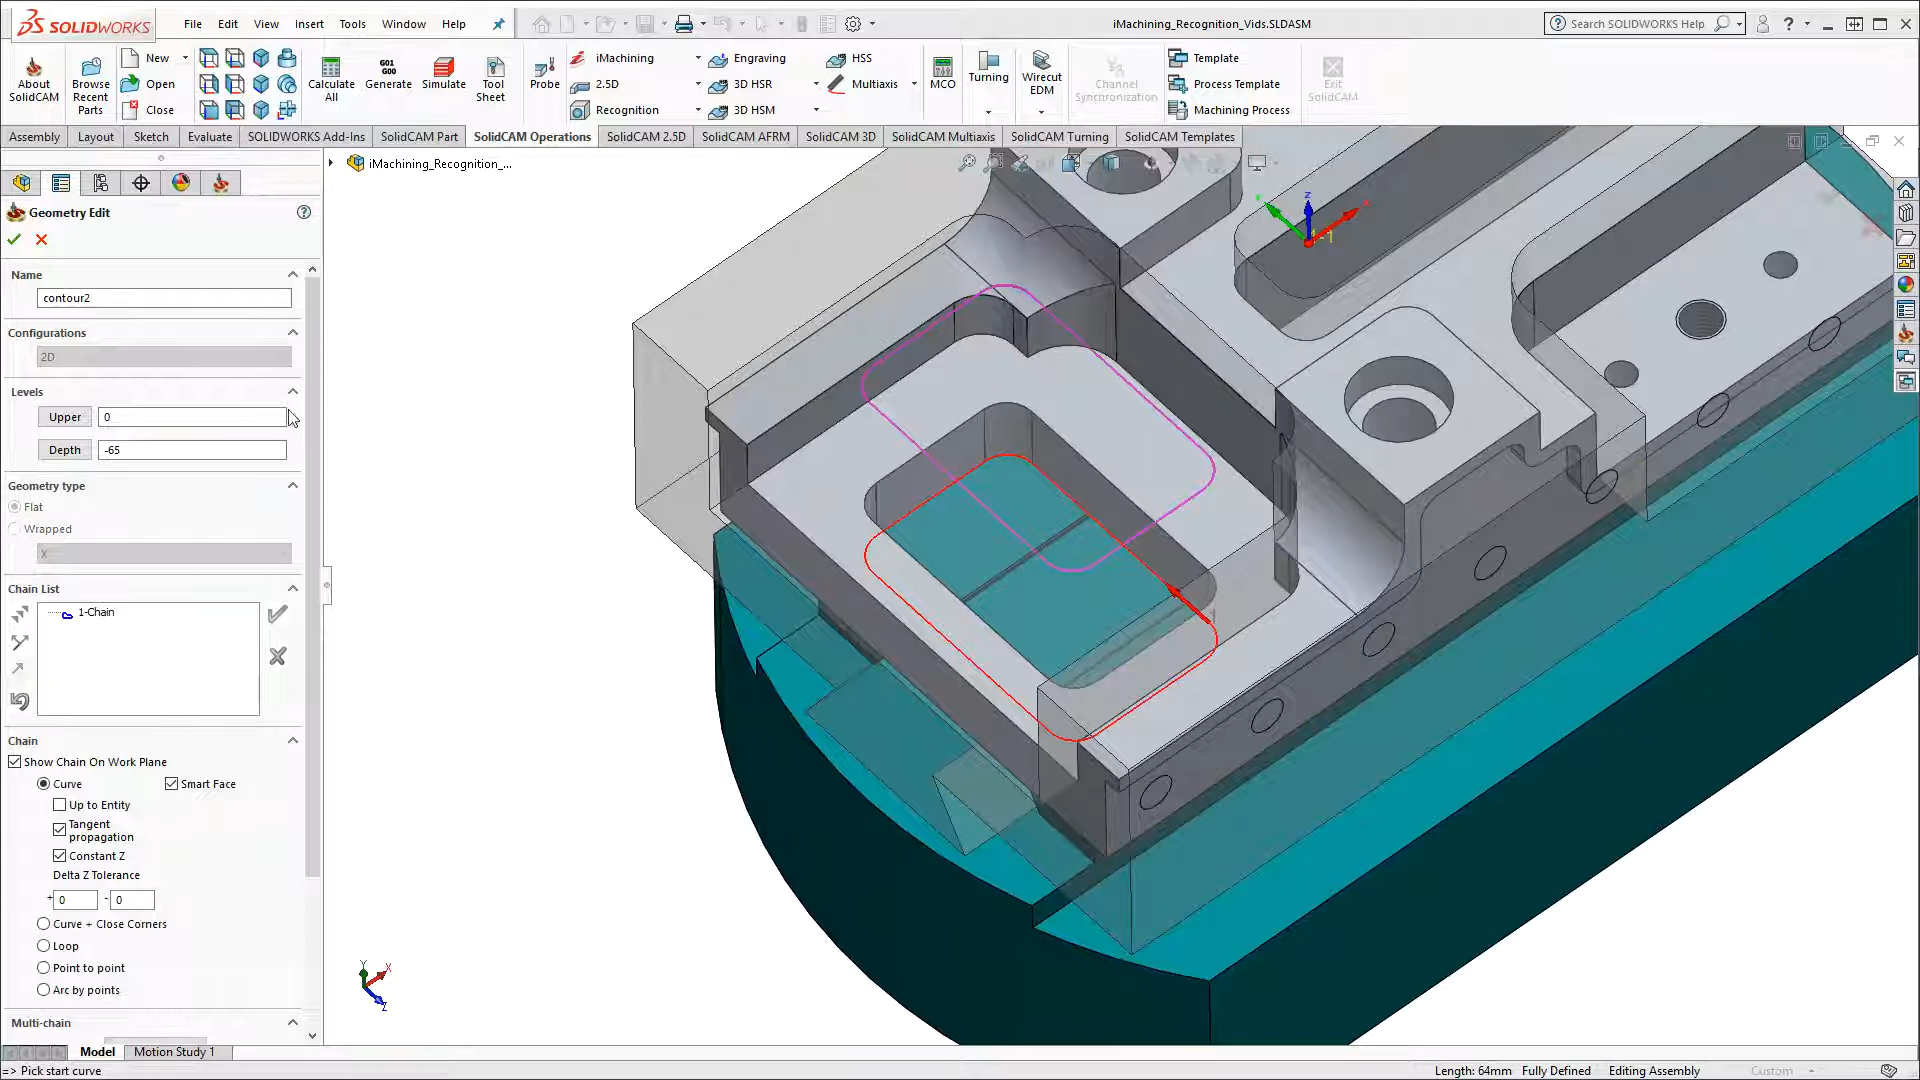 SOLIDWORKS
File Edit View Insert Tools Window Help
iMachining_Recognition_Vids.SLDASM
Search SOLIDWORKS Help
About SolidCAM
Browse Recent Parts
New
Open
Close
Calculate All
G01 G00
Generate
Simulate
Tool Sheet
Probe
iMachining
2.5D
Recognition
Engraving
3D HSR
3D HSM
HSS
Multiaxis
MCO
Turning
Wirecut EDM
Channel Synchronization
Template
Process Template
Machining Process
Exit SolidCAM
Assembly Layout Sketch Evaluate SOLIDWORKS Add-Ins SolidCAM Part SolidCAM Operations SolidCAM 2.5D SolidCAM AFRM SolidCAM 3D SolidCAM Multiaxis SolidCAM Turning SolidCAM Templates
iMachining_Recognition_...
Geometry Edit
Name
contour2
Configurations
2D
Levels
Upper 0
Depth -65
Geometry type
Flat
Wrapped
X
Chain List
1-Chain
Chain
Show Chain On Work Plane
Curve Smart Face
Up to Entity
Tangent propagation
Constant Z
Delta Z Tolerance
+ 0 - 0
Curve + Close Corners
Loop
Point to point
Arc by points
Multi-chain
Z
Y
X
Z
Model Motion Study 1
=> Pick start curve
Length: 64mm Fully Defined Editing Assembly Custom